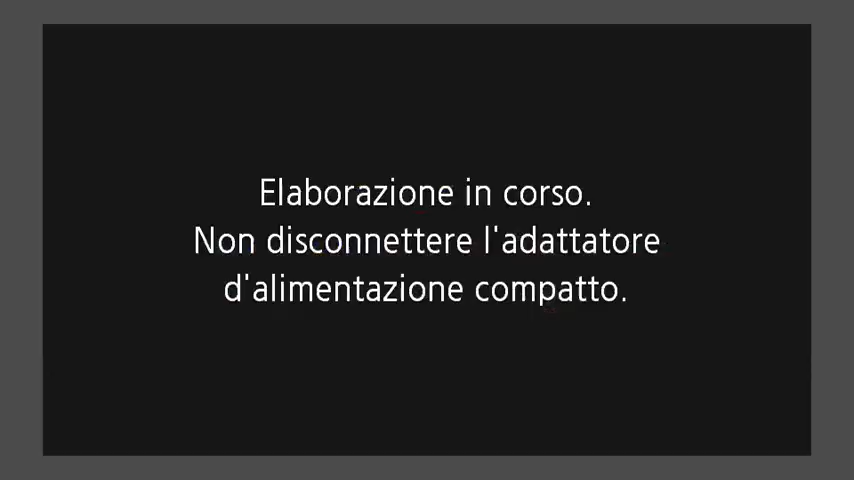 Elaborazione in corso.
Non disconnettere l'adattatore
d'alimentazione compatto.